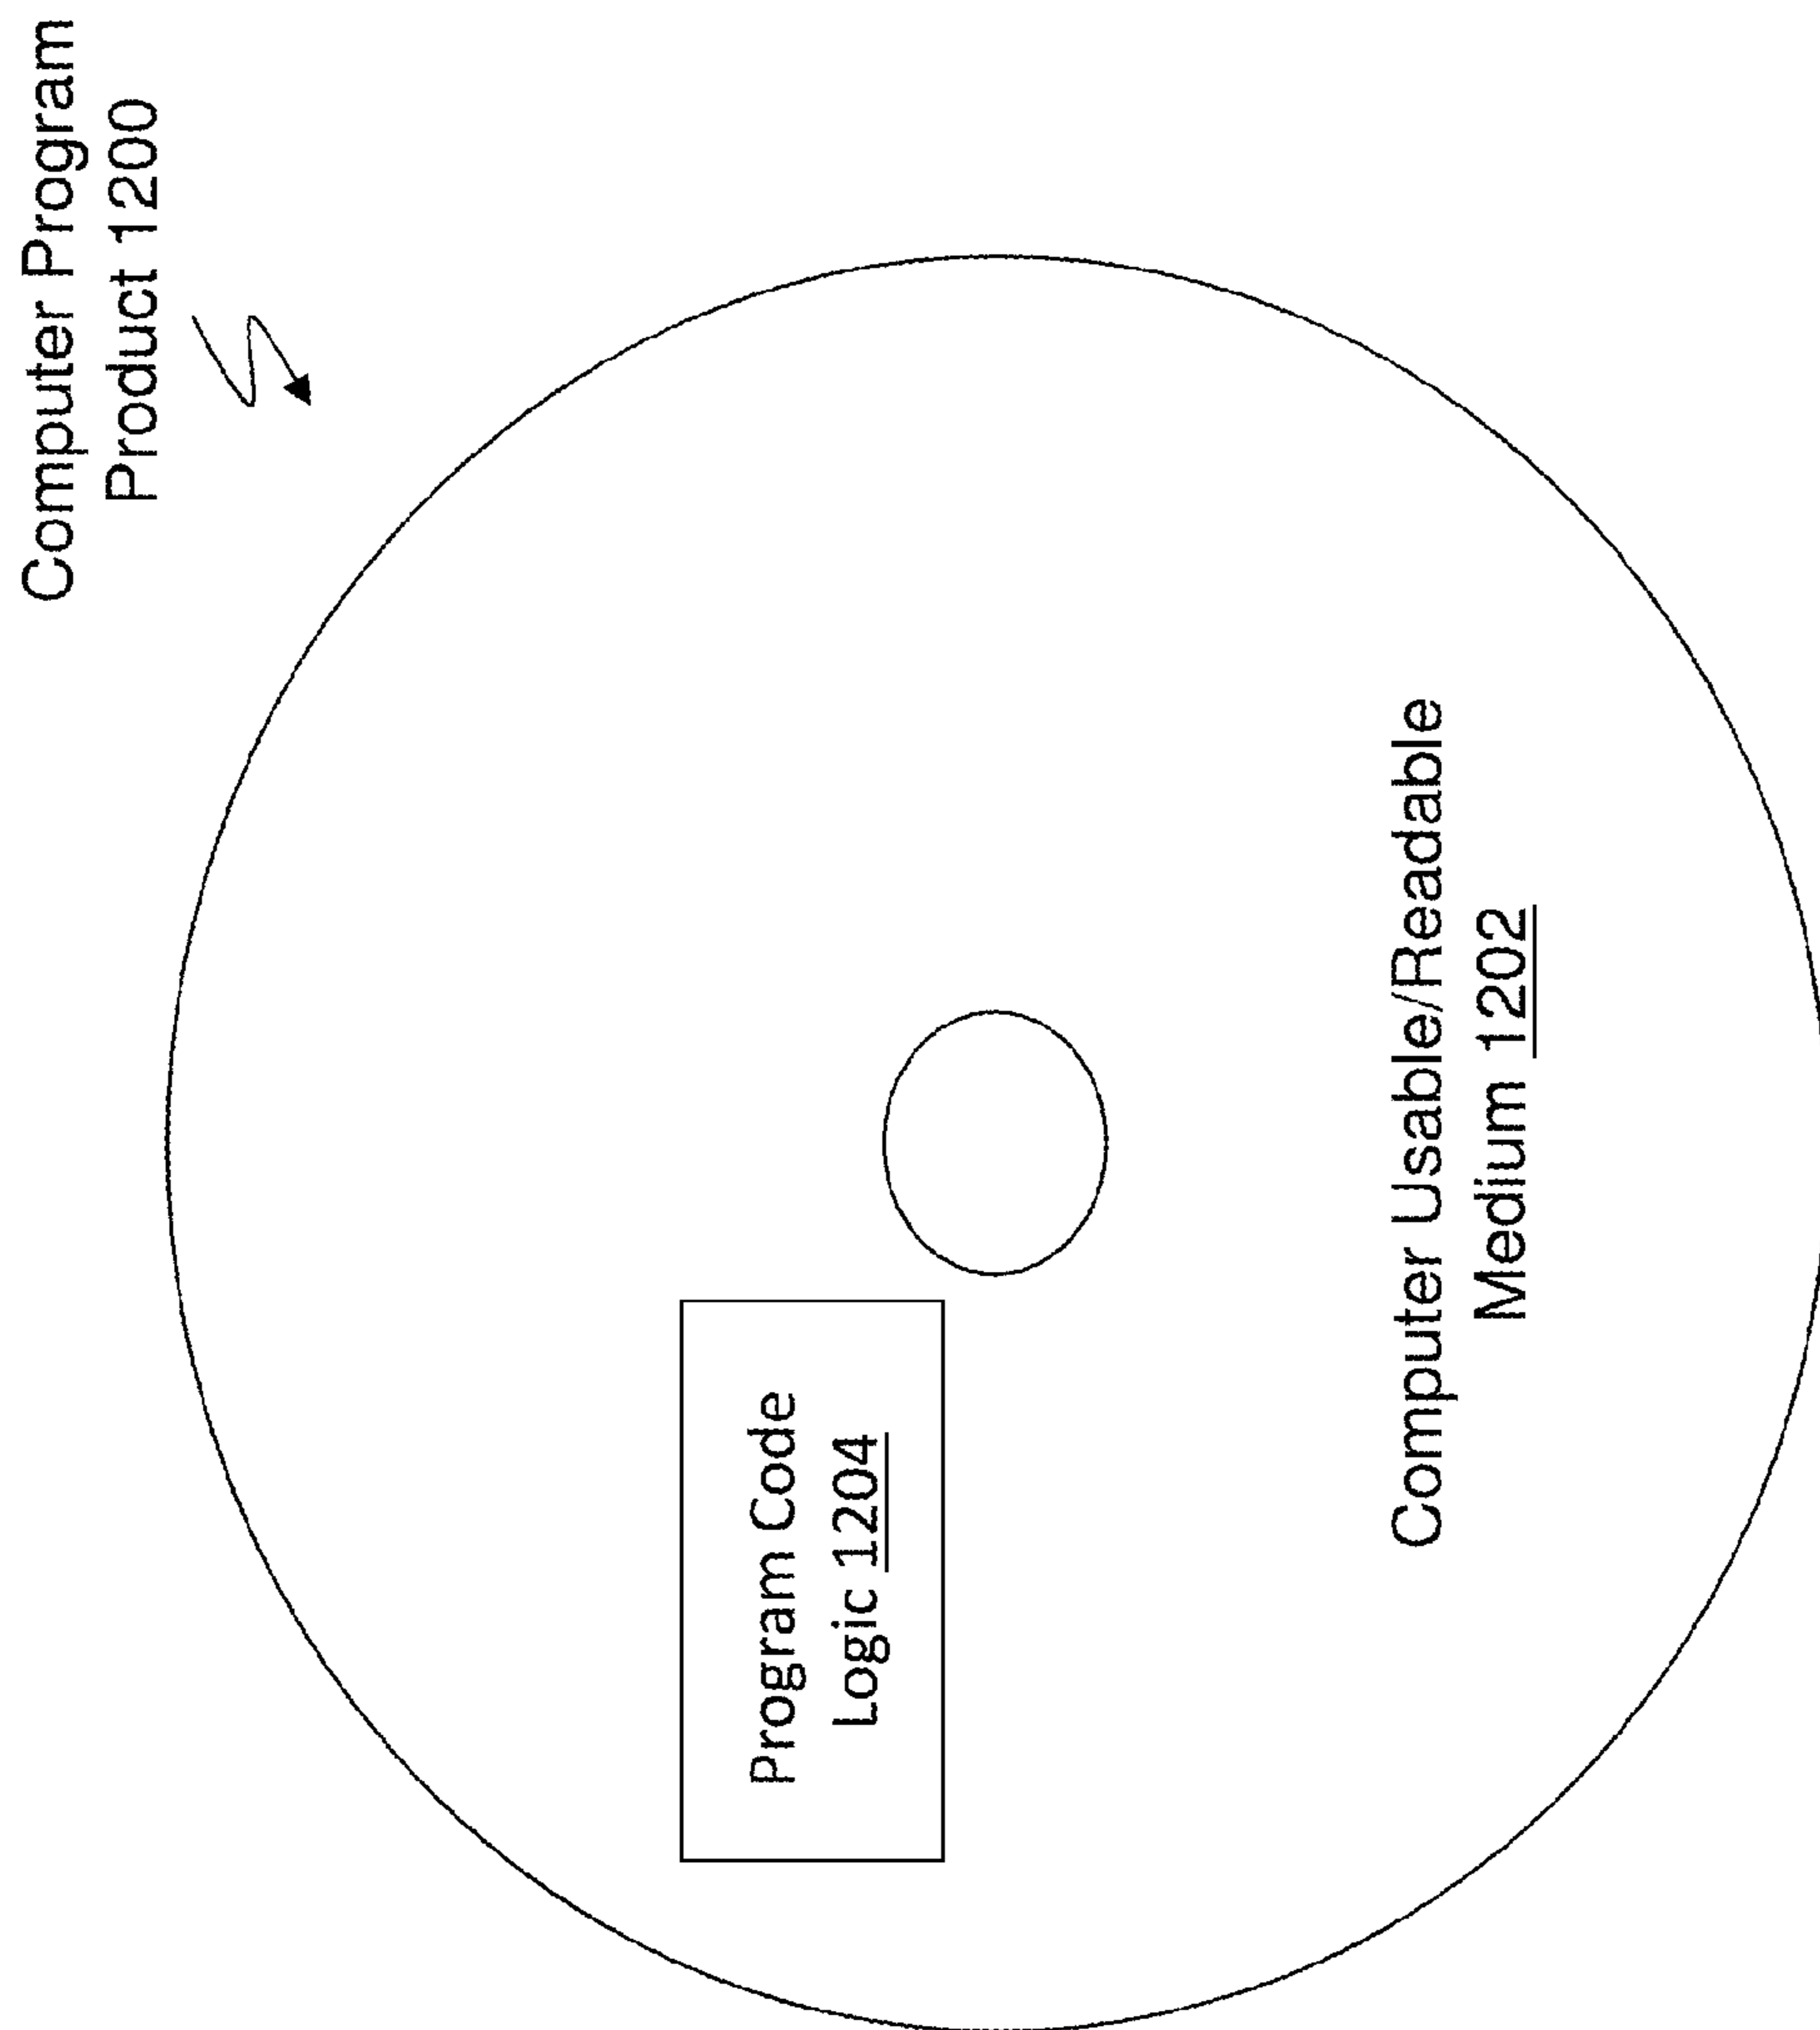 Computer Program
Product 1200
Program Code
Logic 1204
Computer Usable/Readable
Medium 1202